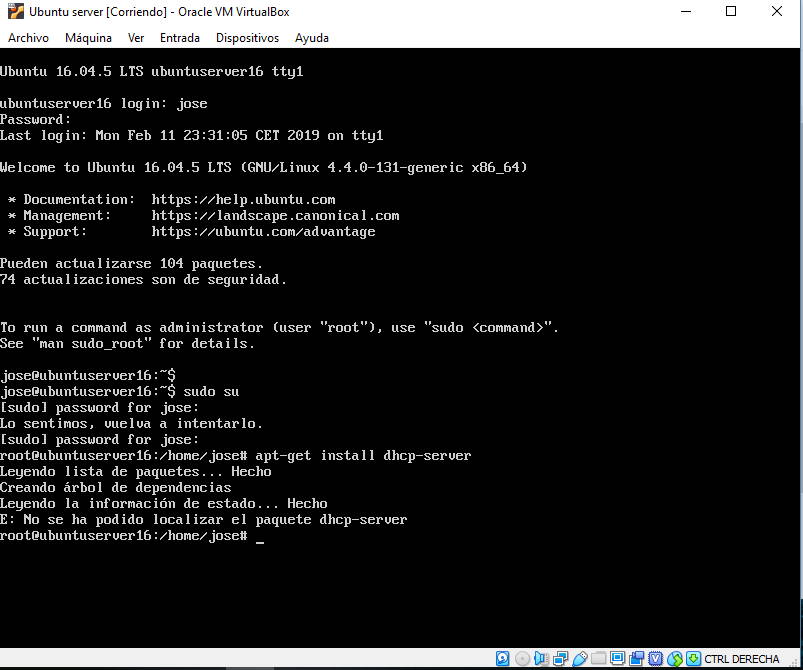 Ubuntu server [Corriendo] - Oracle VM VirtualBox
Archivo Máquina Ver Entrada Dispositivos Ayuda
Ubuntu 16.04.5 LTS ubuntuserver16 tty1
ubuntuserver16 login: jose
Password:
Last login: Mon Feb 11 23:31:05 CET 2019 on tty1
Welcome to Ubuntu 16.04.5 LTS (GNU/Linux 4.4.0-131-generic x86_64)
* Documentation:  https://help.ubuntu.com
* Management:     https://landscape.canonical.com
* Support:        https://ubuntu.com/advantage
Pueden actualizarse 104 paquetes.
74 actualizaciones son de seguridad.
To run a command as administrator (user "root"), use "sudo <command>".
See "man sudo_root" for details.
jose@ubuntuserver16:~$
jose@ubuntuserver16:~$ sudo su
[sudo] password for jose:
Lo sentimos, vuelva a intentarlo.
[sudo] password for jose:
root@ubuntuserver16:/home/jose# apt-get install dhcp-server
Leyendo lista de paquetes... Hecho
Creando árbol de dependencias
Leyendo la información de estado... Hecho
E: No se ha podido localizar el paquete dhcp-server
root@ubuntuserver16:/home/jose# _
CTRL DERECHA